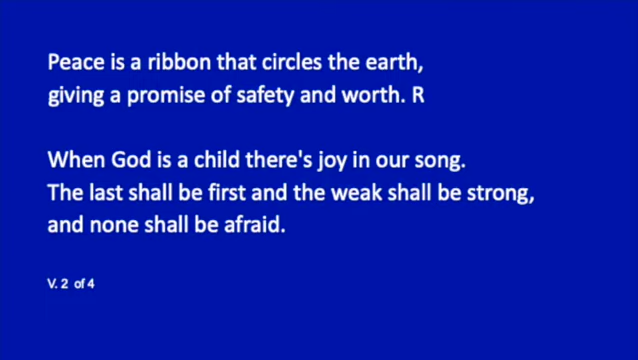 Peace is a ribbon that circles the earth,
giving a promise of safety and worth. R
When God is a child there's joy in our song.
The last shall be first and the weak shall be strong,
and none shall be afraid.
V. 2 of 4